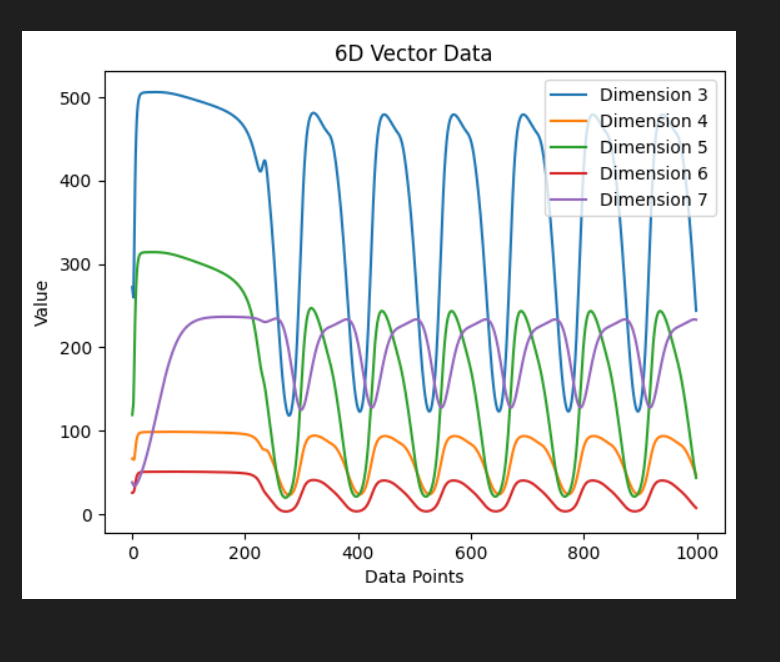 6D Vector Data
500
400
300
200
100
0
Value
Dimension 3
Dimension 4
Dimension 5
Dimension 6
Dimension 7
0 200 400 600 800 1000
Data Points